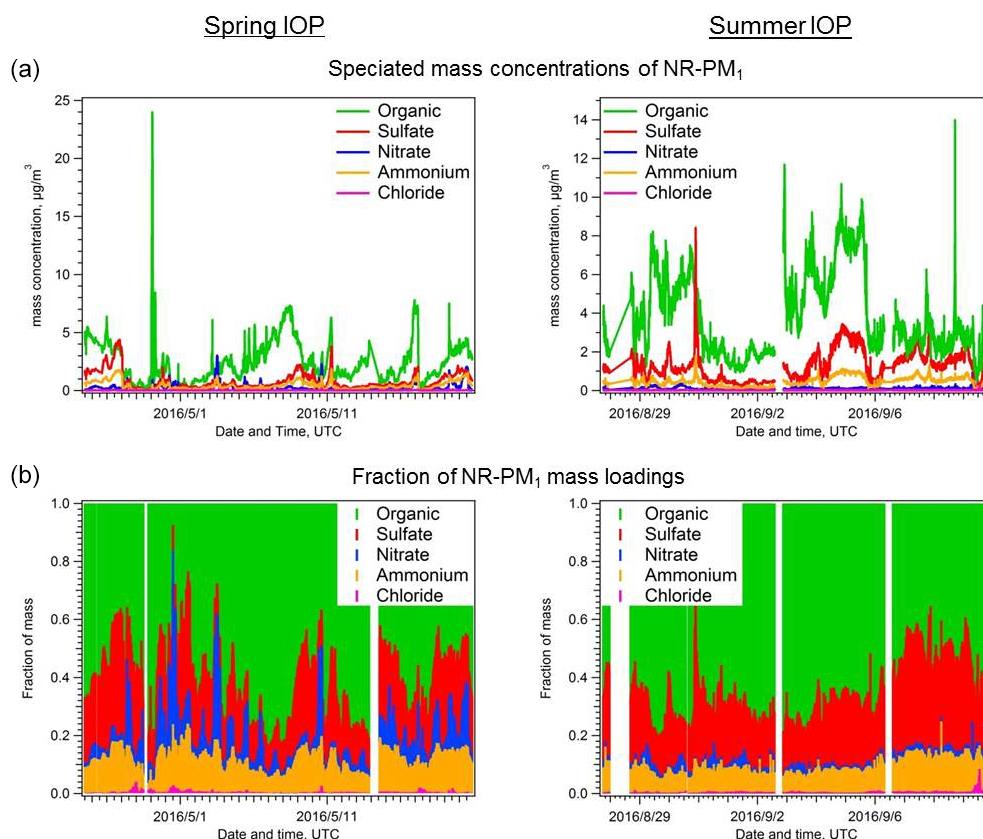 Spring IOP
Summer IOP
(a)
Speciated mass concentrations of NR-PM₁
25
20
15
10
5
0
mass concentration, µg/m³
Organic
Sulfate
Nitrate
Ammonium
Chloride
2016/5/1
2016/5/11
Date and Time, UTC
14
12
10
8
6
4
2
0
mass concentration, µg/m³
Organic
Sulfate
Nitrate
Ammonium
Chloride
2016/8/29
2016/9/2
2016/9/6
Date and time, UTC
(b)
Fraction of NR-PM₁ mass loadings
1.0
0.8
0.6
0.4
0.2
0.0
Fraction of mass
Organic
Sulfate
Nitrate
Ammonium
Chloride
2016/5/1
2016/5/11
Date and time, UTC
1.0
0.8
0.6
0.4
0.2
0.0
Fraction of mass
Organic
Sulfate
Nitrate
Ammonium
Chloride
2016/8/29
2016/9/2
2016/9/6
Date and time, UTC